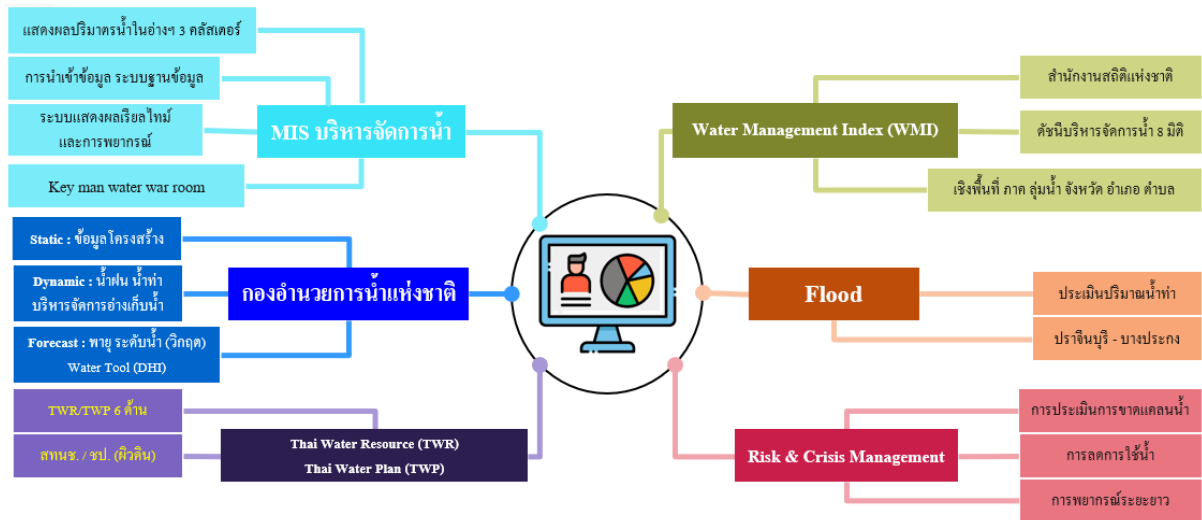 แสดงผลปริมาตรน้ำในอ่างฯ 3 คลัสเตอร์
การนำเข้าข้อมูล ระบบฐานข้อมูล
ระบบแสดงผลเรียลไทม์
และการพยากรณ์
Key man water war room
MIS บริหารจัดการน้ำ
Static : ข้อมูลโครงสร้าง
Dynamic : น้ำฝน น้ำท่า
บริหารจัดการอ่างเก็บน้ำ
Forecast : พายุ ระดับน้ำ (วิกฤต)
Water Tool (DHI)
กองอำนวยการน้ำแห่งชาติ
TWR/TWP 6 ด้าน
สทนช. / ชป. (ผิวดิน)
Thai Water Resource (TWR)
Thai Water Plan (TWP)
Water Management Index (WMI)
สำนักงานสถิติแห่งชาติ
ดัชนีบริหารจัดการน้ำ 8 มิติ
เชิงพื้นที่ ภาค ลุ่มน้ำ จังหวัด อำเภอ ตำบล
Flood
ประเมินปริมาณน้ำท่า
ปราจีนบุรี - บางประกง
Risk & Crisis Management
การประเมินการขาดแคลนน้ำ
การลดการใช้น้ำ
การพยากรณ์ระยะยาว